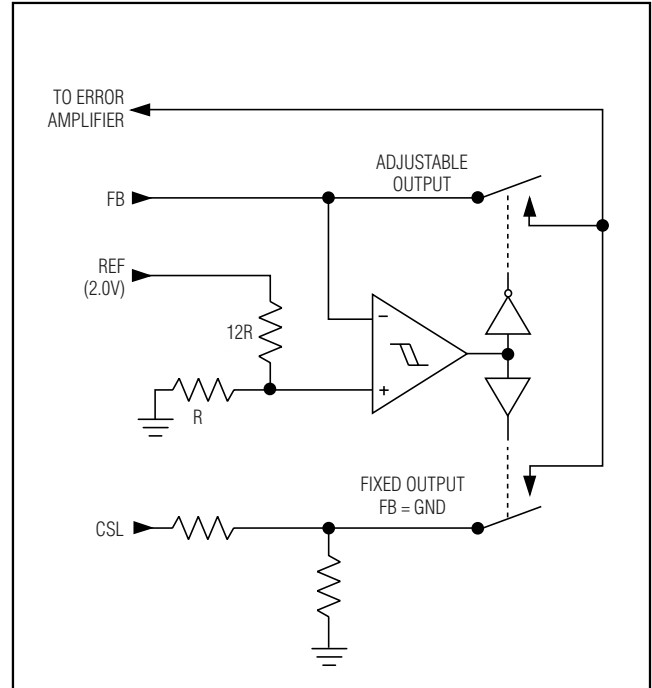 TO ERROR
AMPLIFIER
ADJUSTABLE
OUTPUT
FB
REF
(2.0V)
12R
−
+
R
FIXED OUTPUT
FB = GND
CSL